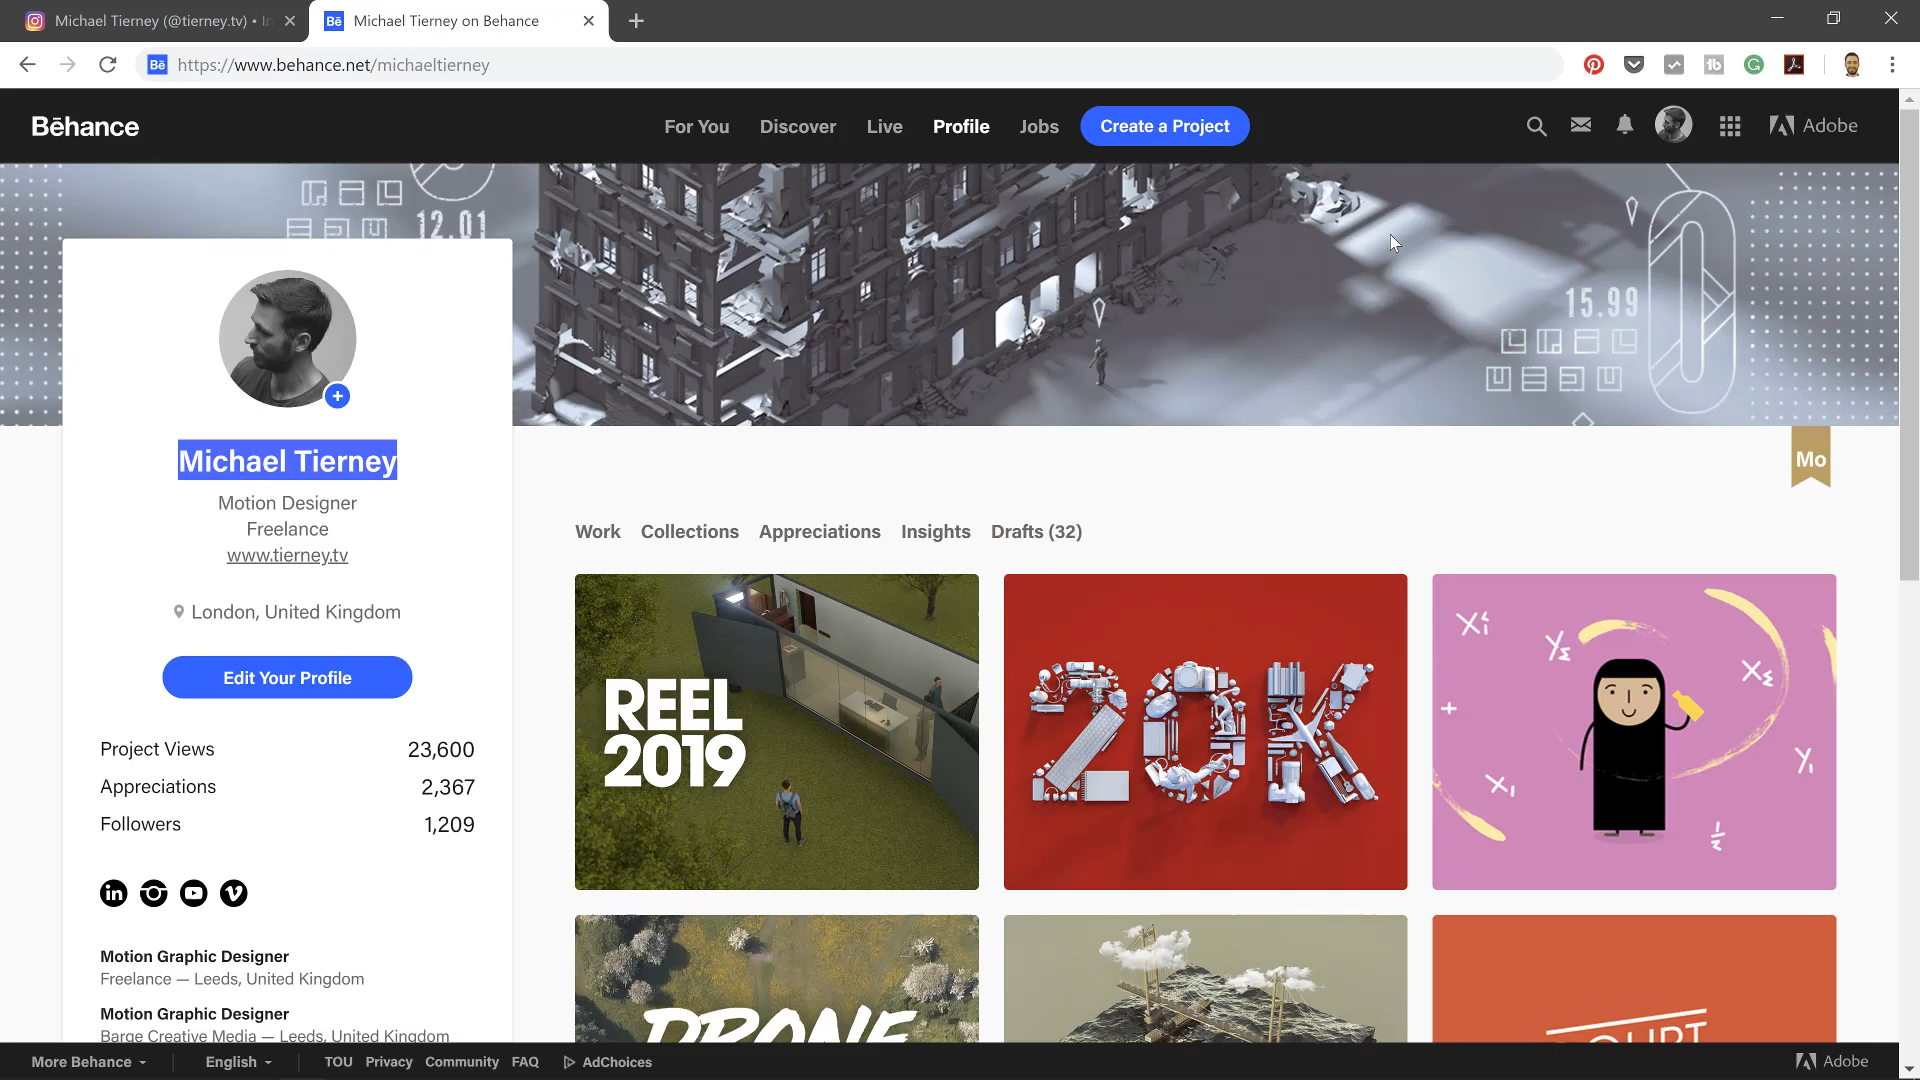 Michael Tierney (@tierney.tv) • In
Michael Tierney on Behance
https://www.behance.net/michaeltierney
Bēhance
For You
Discover
Live
Profile
Jobs
Create a Project
Adobe
12.01
15.99
Michael Tierney
Motion Designer
Freelance
www.tierney.tv
London, United Kingdom
Edit Your Profile
Project Views 23,600
Appreciations 2,367
Followers 1,209
Motion Graphic Designer
Freelance — Leeds, United Kingdom
Motion Graphic Designer
Barge Creative Media — Leeds, United Kingdom
Mo
Work Collections Appreciations Insights Drafts (32)
REEL
2019
20K
DRONE
More Behance
English
TOU Privacy Community FAQ AdChoices
Adobe